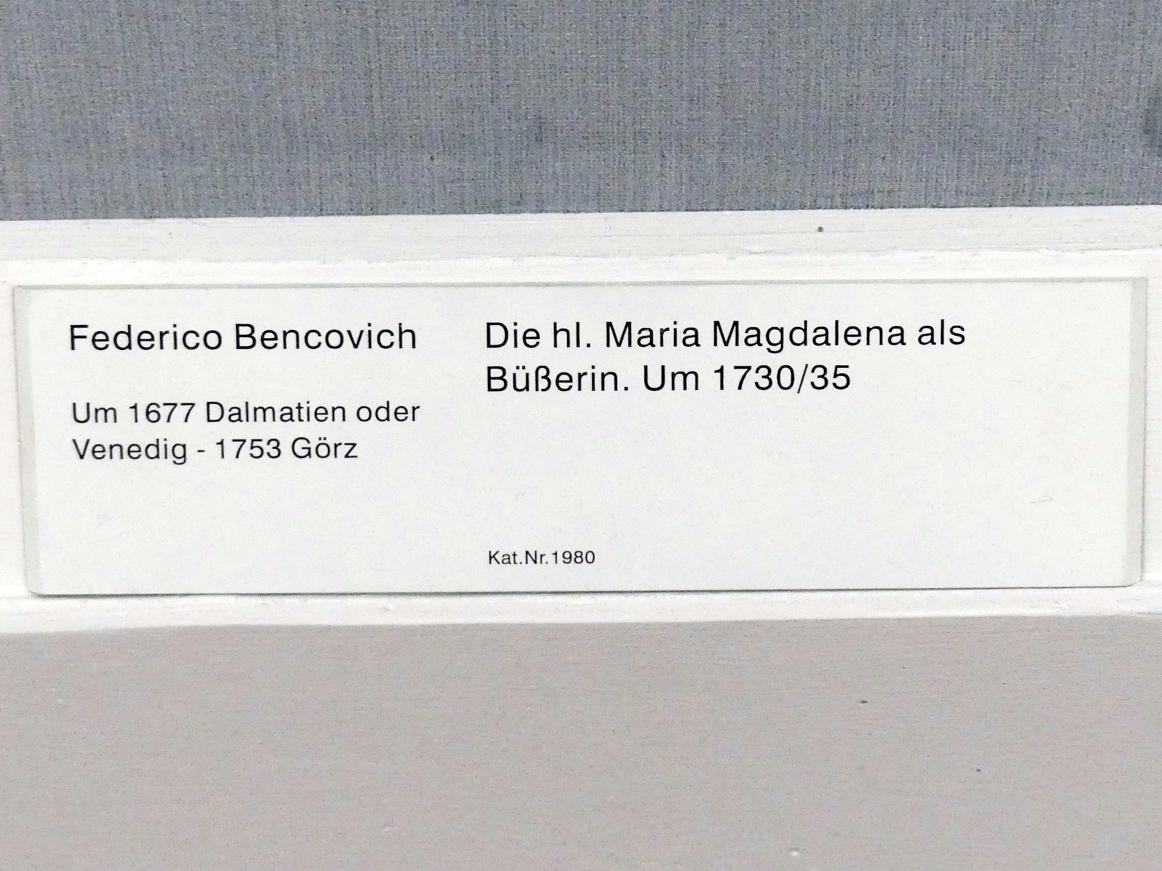 Federico Bencovich
Um 1677 Dalmatien oder
Venedig - 1753 Görz
Die hl. Maria Magdalena als
Büßerin. Um 1730/35
Kat.Nr.1980